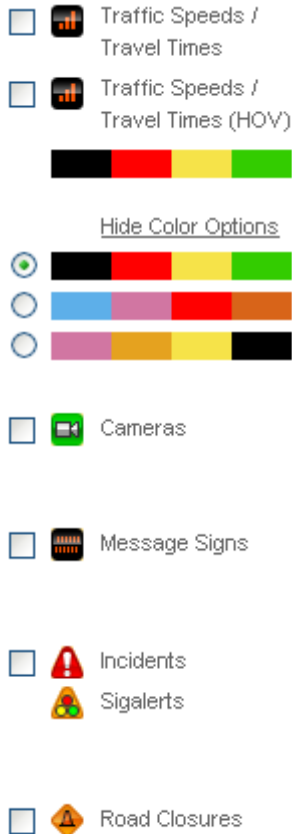 Traffic Speeds /
Travel Times
Traffic Speeds /
Travel Times (HOV)
Hide Color Options
Cameras
Message Signs
Incidents
Sigalerts
Road Closures